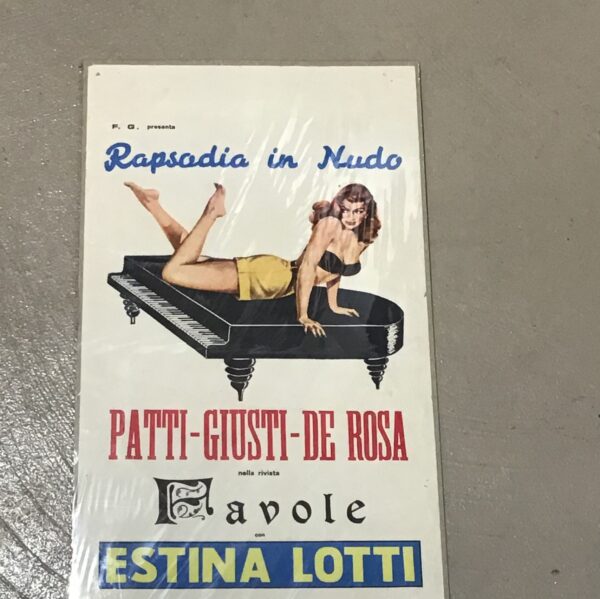 F. G. presenta
Rapsodia in Nudo
PATTI-GIUSTI-DE ROSA
nella rivista
Favole
con
ESTINA LOTTI